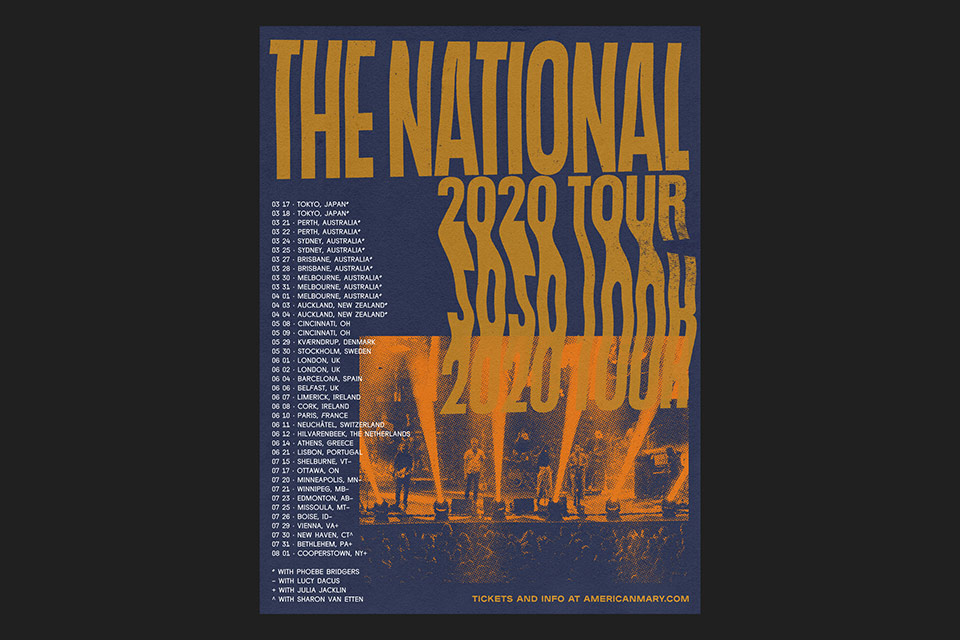 THE NATIONAL
2020 TOUR
2020 TOUR
2020 TOUR
03 17 · TOKYO, JAPAN*
03 18 · TOKYO, JAPAN*
03 21 · PERTH, AUSTRALIA*
03 22 · PERTH, AUSTRALIA*
03 24 · SYDNEY, AUSTRALIA*
03 25 · SYDNEY, AUSTRALIA*
03 27 · BRISBANE, AUSTRALIA*
03 28 · BRISBANE, AUSTRALIA*
03 30 · MELBOURNE, AUSTRALIA*
03 31 · MELBOURNE, AUSTRALIA*
04 01 · MELBOURNE, AUSTRALIA*
04 03 · AUCKLAND, NEW ZEALAND*
04 04 · AUCKLAND, NEW ZEALAND*
05 08 · CINCINNATI, OH
05 09 · CINCINNATI, OH
05 29 · KVÆRNDRUP, DENMARK
05 30 · STOCKHOLM, SWEDEN
06 01 · LONDON, UK
06 02 · LONDON, UK
06 04 · BARCELONA, SPAIN
06 06 · BELFAST, UK
06 07 · LIMERICK, IRELAND
06 08 · CORK, IRELAND
06 10 · PARIS, FRANCE
06 11 · NEUCHÂTEL, SWITZERLAND
06 12 · HILVARENBEEK, THE NETHERLANDS
06 14 · ATHENS, GREECE
06 21 · LISBON, PORTUGAL
07 15 · SHELBURNE, VT~
07 17 · OTTAWA, ON
07 20 · MINNEAPOLIS, MN~
07 21 · WINNIPEG, MB~
07 23 · EDMONTON, AB~
07 25 · MISSOULA, MT~
07 26 · BOISE, ID~
07 29 · VIENNA, VA+
07 30 · NEW HAVEN, CT^
07 31 · BETHLEHEM, PA+
08 01 · COOPERSTOWN, NY+
* WITH PHOEBE BRIDGERS
~ WITH LUCY DACUS
+ WITH JULIA JACKLIN
^ WITH SHARON VAN ETTEN
TICKETS AND INFO AT AMERICANMARY.COM